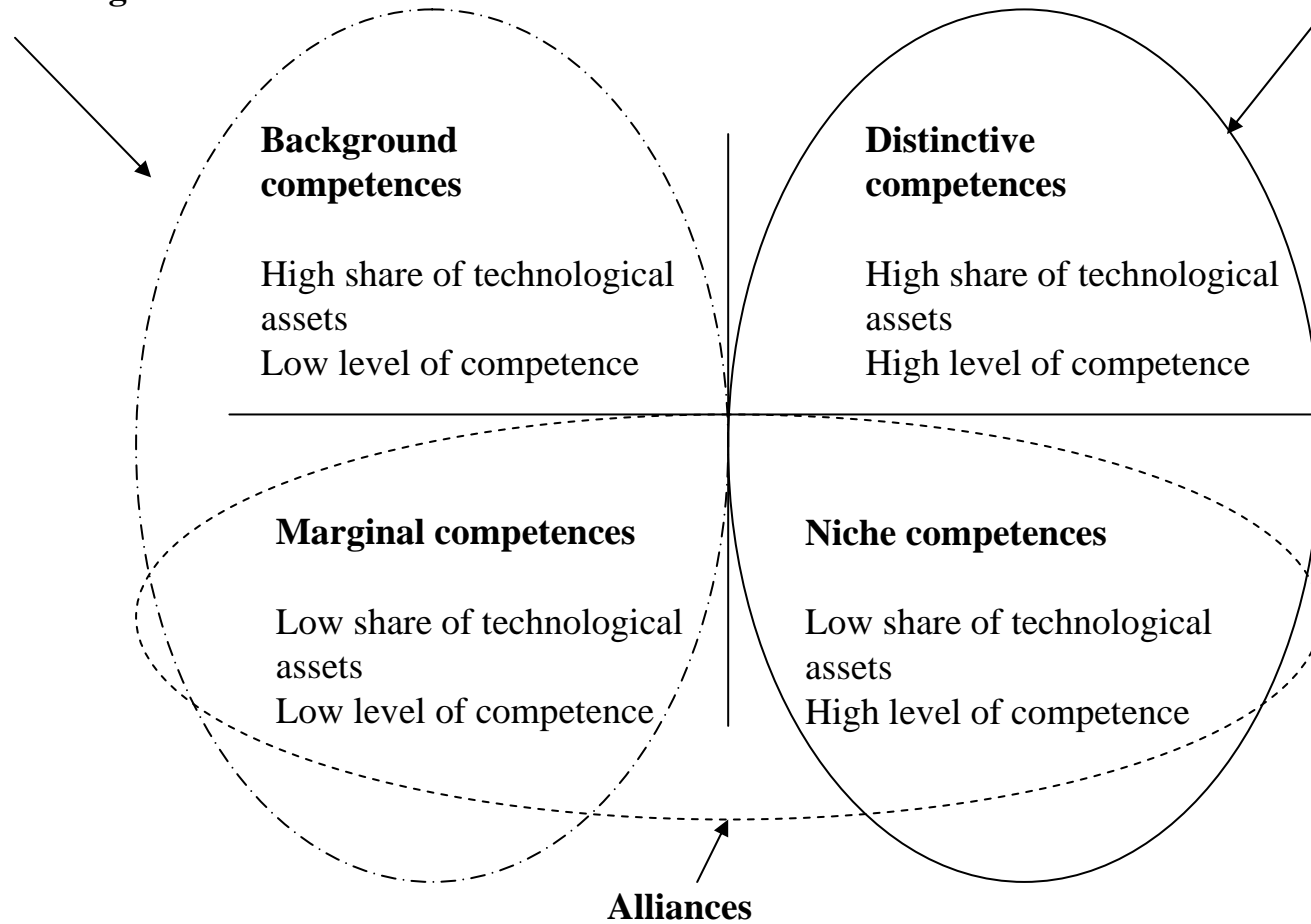 Background
competences
High share of technological
assets
Low level of competence
Distinctive
competences
High share of technological
assets
High level of competence
Marginal competences
Low share of technological
assets
Low level of competence
Niche competences
Low share of technological
assets
High level of competence
Alliances